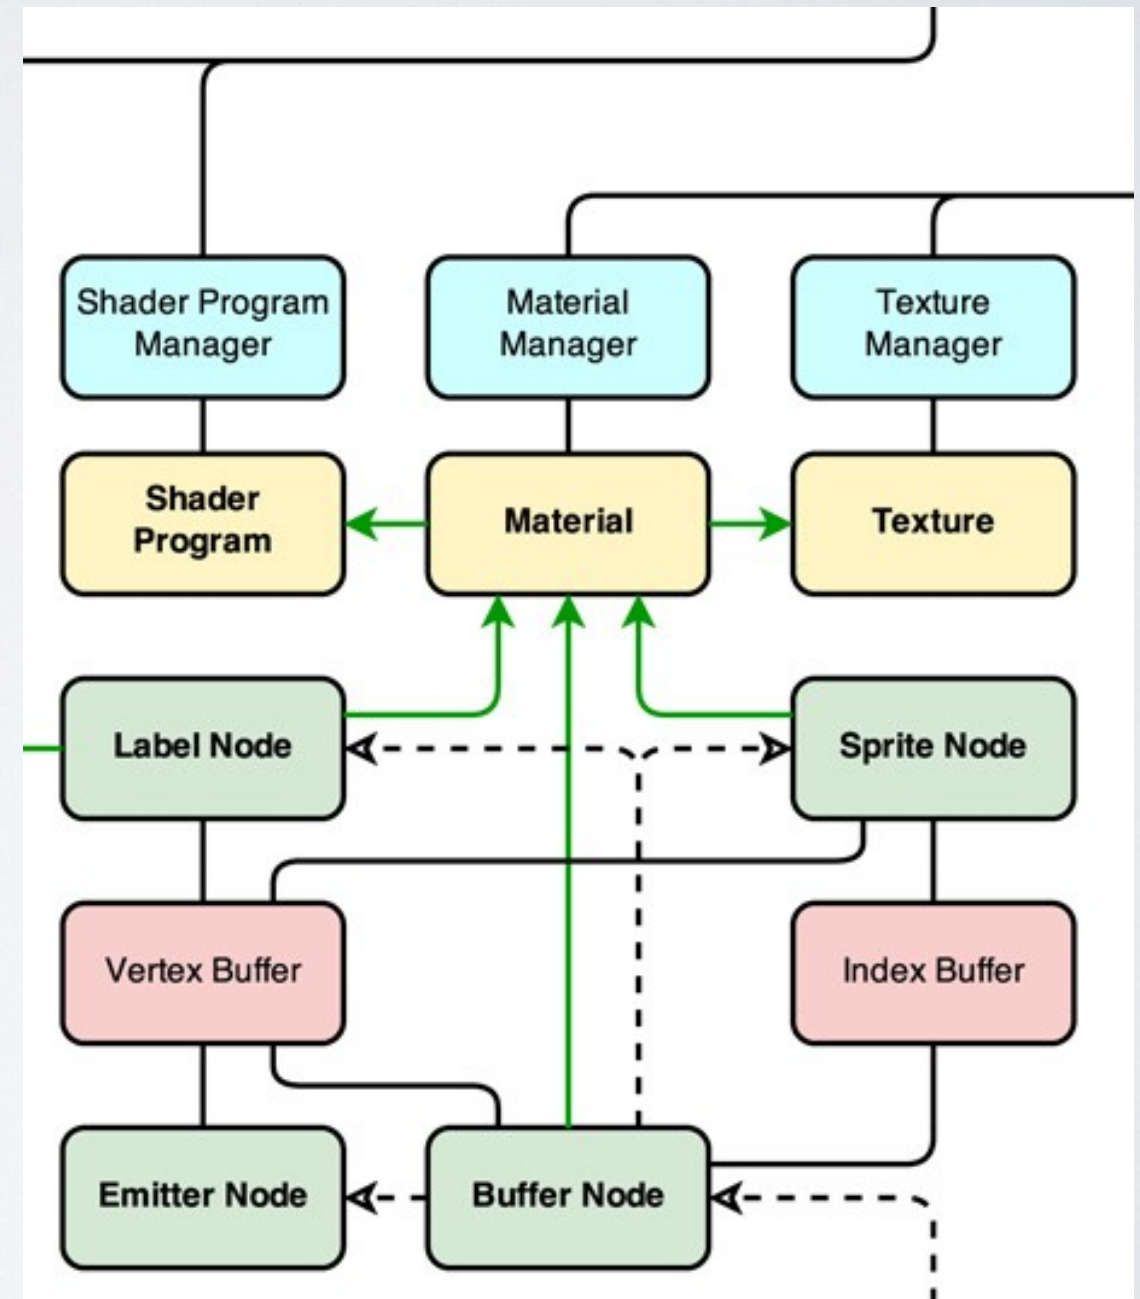 Shader Program
Manager
Material
Manager
Texture
Manager
Shader
Program
Material
Texture
Label Node
Sprite Node
Vertex Buffer
Index Buffer
Emitter Node
Buffer Node